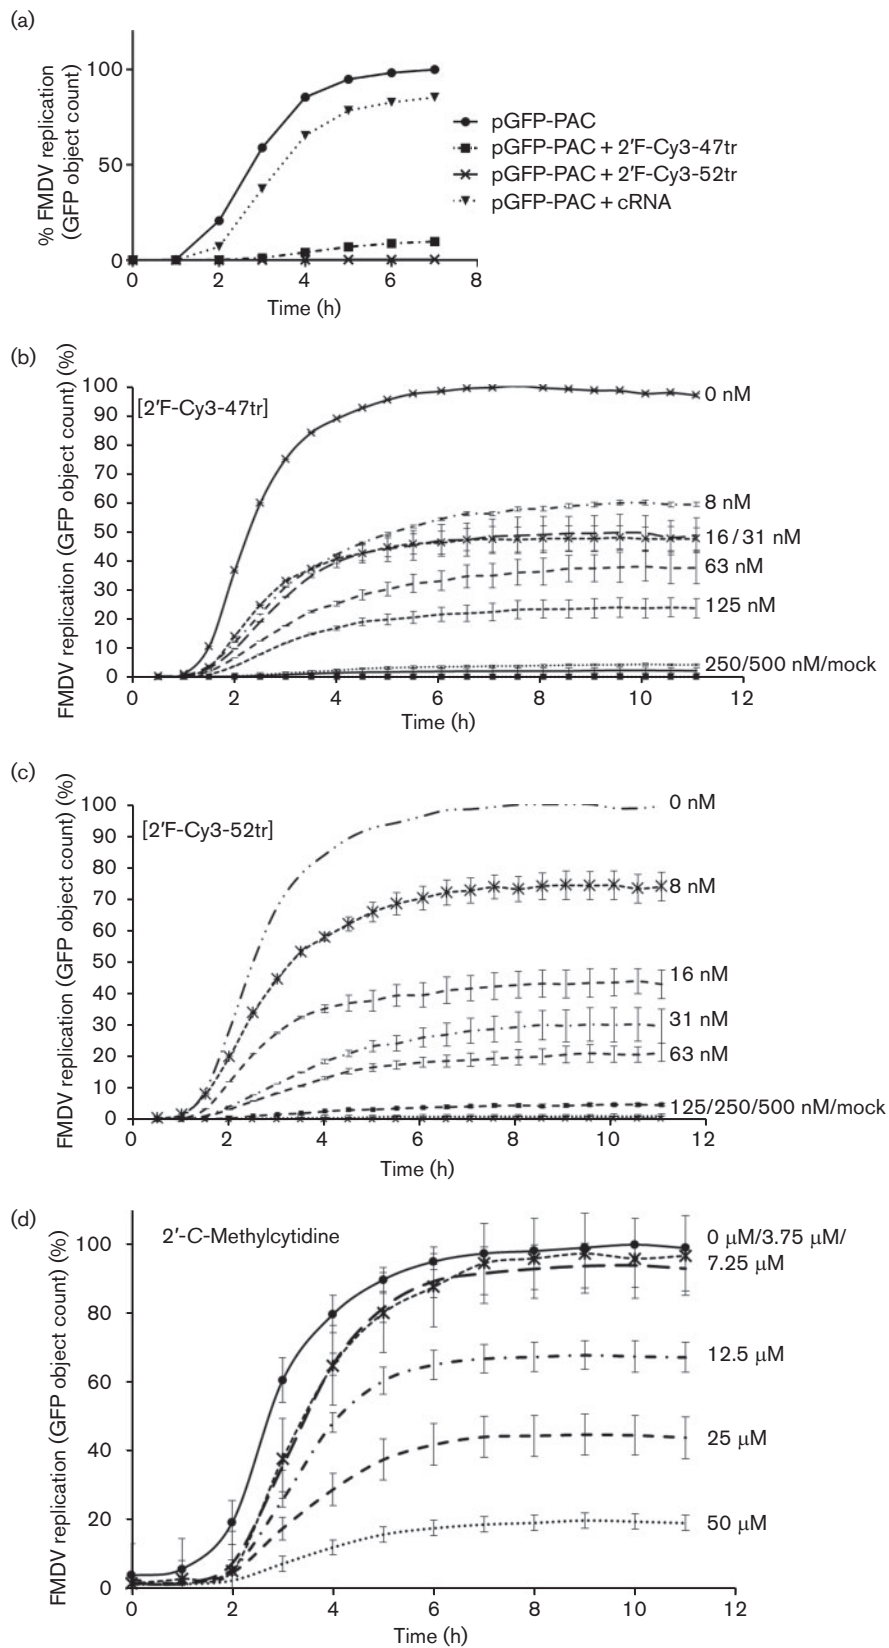 (a)
% FMDV replication
(GFP object count)
100
50
0
0
2
4
6
8
Time (h)
pGFP-PAC
pGFP-PAC + 2′F-Cy3-47tr
pGFP-PAC + 2′F-Cy3-52tr
pGFP-PAC + cRNA
(b)
FMDV replication (GFP object count) (%)
[2′F-Cy3-47tr]
100
90
80
70
60
50
40
30
20
10
0
0
2
4
6
8
10
12
Time (h)
0 nM
8 nM
16 / 31 nM
63 nM
125 nM
250/500 nM/mock
(c)
FMDV replication (GFP object count) (%)
[2′F-Cy3-52tr]
100
90
80
70
60
50
40
30
20
10
0
0
2
4
6
8
10
12
Time (h)
0 nM
8 nM
16 nM
31 nM
63 nM
125/250/500 nM/mock
(d)
FMDV replication (GFP object count) (%)
2′-C-Methylcytidine
100
80
60
40
20
0
0
2
4
6
8
10
12
Time (h)
0 μM/3.75 μM/
7.25 μM
12.5 μM
25 μM
50 μM